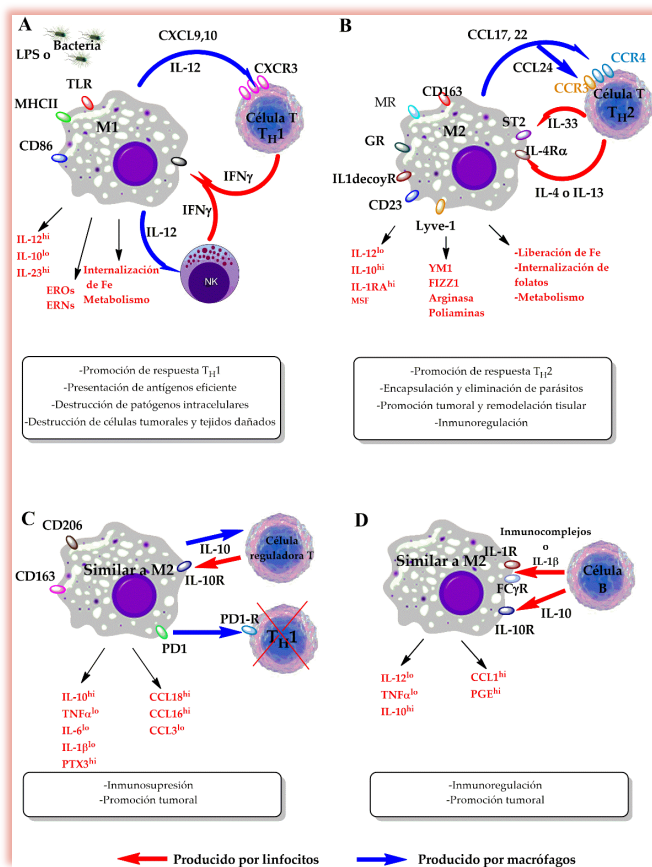 A
LPS o
Bacteria
TLR
MHCII
CD86
M1
CXCL9,10
IL-12
CXCR3
Célula T
TH1
IFNγ
IFNγ
IL-12
NK
IL-12hi
IL-10lo
IL-23hi
EROs
ERNs
Internalización
de Fe
Metabolismo
-Promoción de respuesta TH1
-Presentación de antígenos eficiente
-Destrucción de patógenos intracelulares
-Destrucción de células tumorales y tejidos dañados
B
CCL17, 22
CCL24
CCR4
CCR3
Célula T
TH2
CD163
MR
M2
ST2
IL-33
GR
IL-4Rα
IL1decoyR
CD23
IL-4 o IL-13
Lyve-1
IL-12lo
IL-10hi
IL-1RAhi
MSF
YM1
FIZZ1
Arginasa
Poliaminas
-Liberación de Fe
-Internalización de
folatos
-Metabolismo
-Promoción de respuesta TH2
-Encapsulación y eliminación de parásitos
-Promoción tumoral y remodelación tisular
-Inmunoregulación
C
CD206
CD163
Similar a M2
IL-10
IL-10R
Célula
reguladora T
PD1-R
PD1
TH1
IL-10hi
TNFαlo
IL-6lo
IL-1βlo
PTX3hi
CCL18hi
CCL16hi
CCL3lo
-Inmunosupresión
-Promoción tumoral
D
Similar a M2
Inmunocomplejos
o
IL-1β
IL-1R
FCγR
IL-10R
IL-10
Célula
B
IL-12lo
TNFαlo
IL-10hi
CCL1hi
PGEhi
-Inmunoregulación
-Promoción tumoral
Producido por linfocitos
Producido por macrófagos